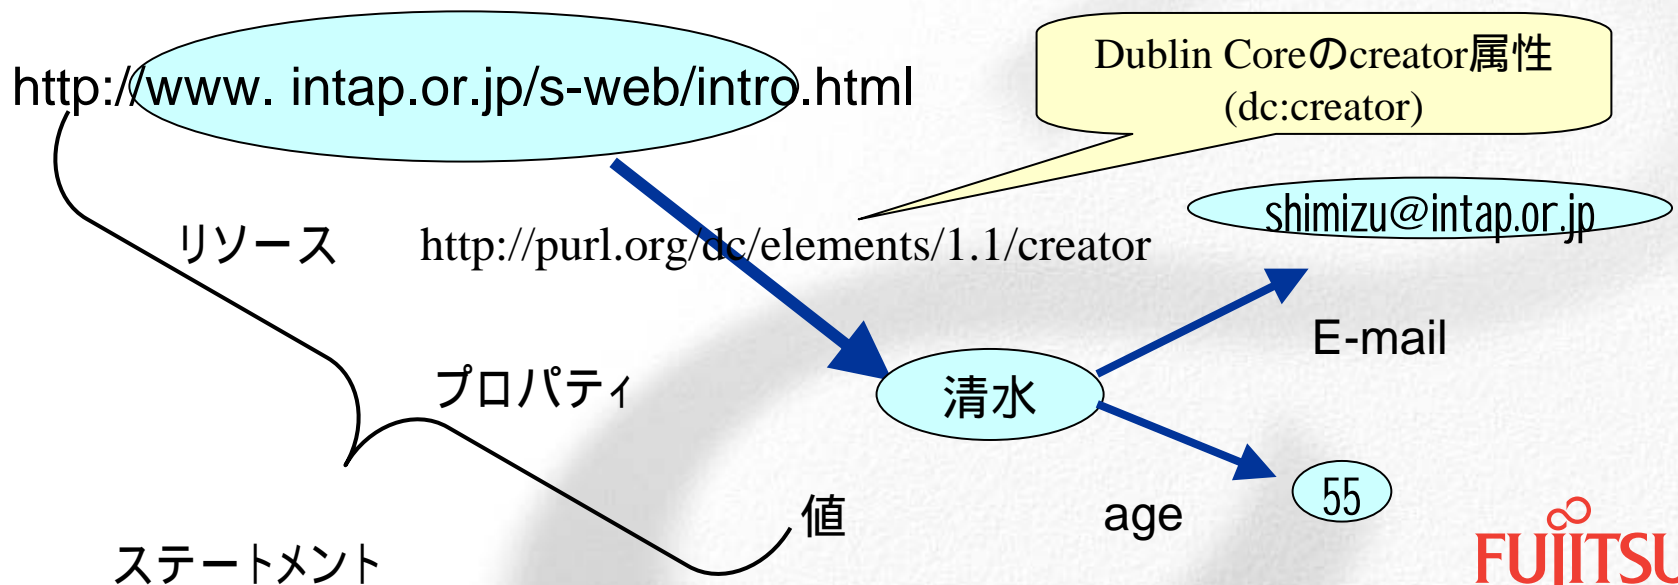 http://www. intap.or.jp/s-web/intro.html
Dublin Coreのcreator属性
(dc:creator)
shimizu@intap.or.jp
リソース
http://purl.org/dc/elements/1.1/creator
E-mail
プロパティ
清水
値
age
55
ステートメント
FUJITSU